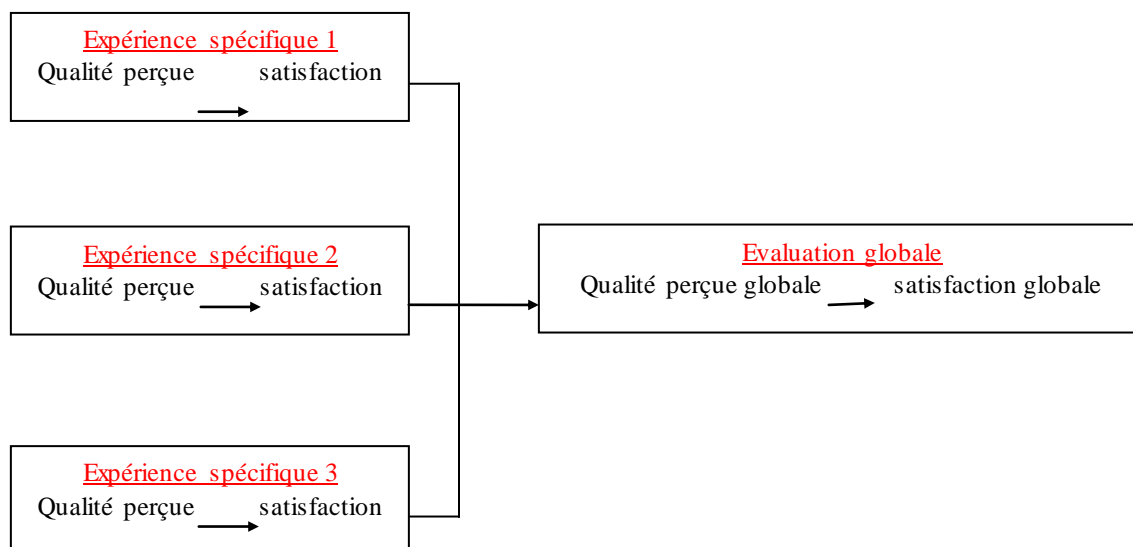 Expérience spécifique 1
Qualité perçue satisfaction
Expérience spécifique 2
Qualité perçue satisfaction
Evaluation globale
Qualité perçue globale satisfaction globale
Expérience spécifique 3
Qualité perçue satisfaction